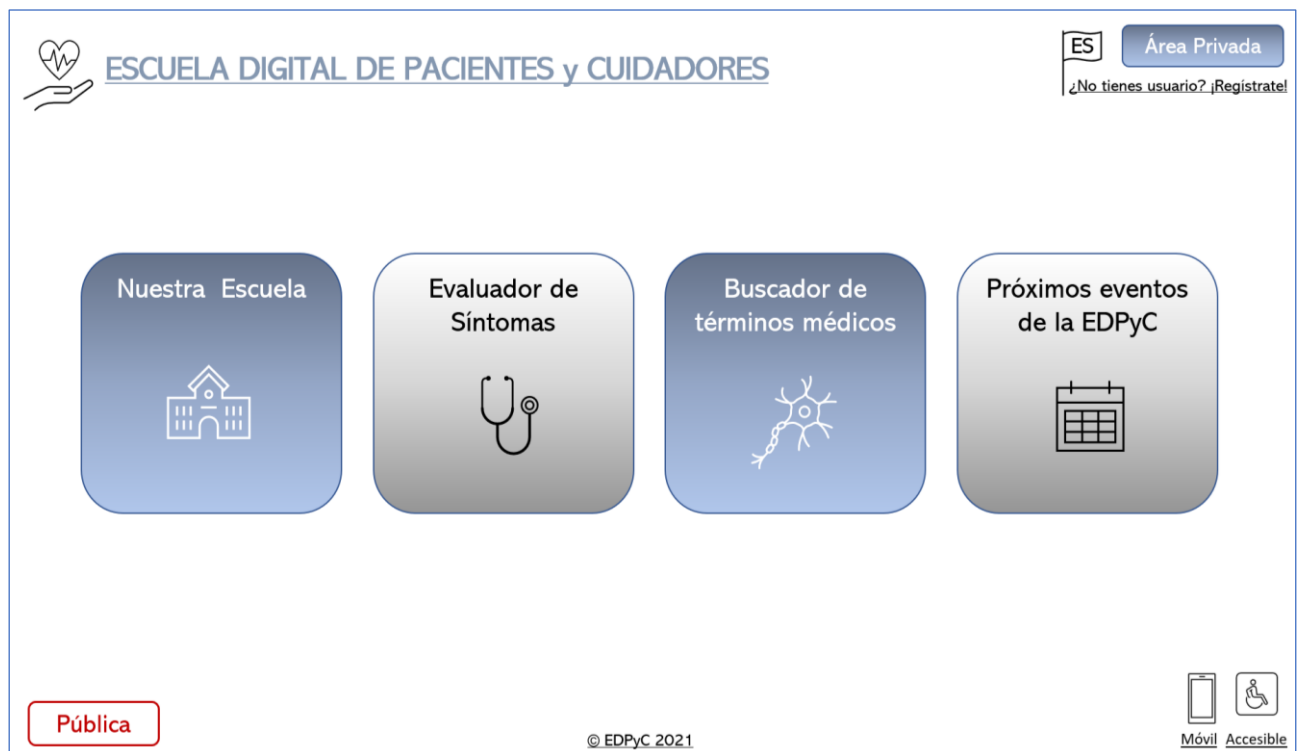 ESCUELA DIGITAL DE PACIENTES y CUIDADORES
ES
Área Privada
¿No tienes usuario? ¡Regístrate!
Nuestra Escuela
Evaluador de
Síntomas
Buscador de
términos médicos
Próximos eventos
de la EDPyC
Pública
© EDPyC 2021
Móvil
Accesible